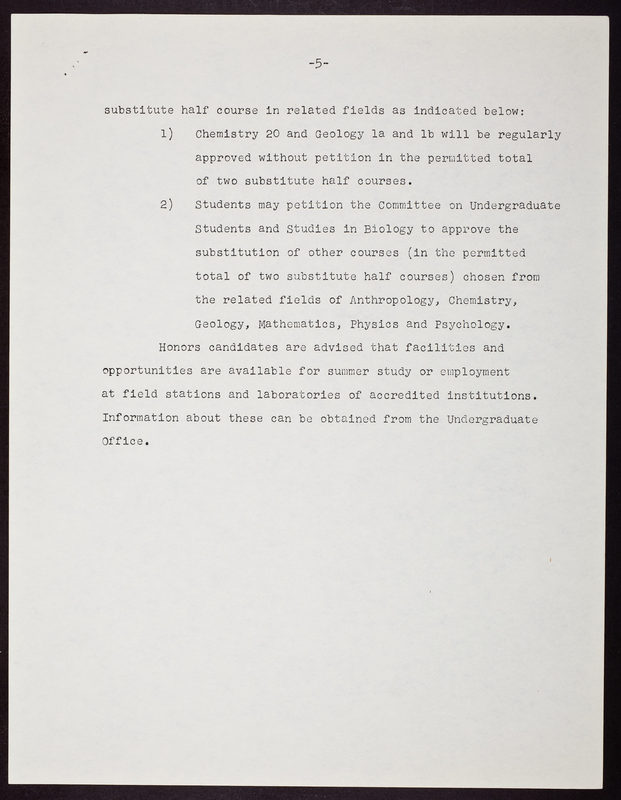 -5-
substitute half course in related fields as indicated below:
1) Chemistry 20 and Geology 1a and 1b will be regularly
approved without petition in the permitted total
of two substitute half courses.
2) Students may petition the Committee on Undergraduate
Students and Studies in Biology to approve the
substitution of other courses (in the permitted
total of two substitute half courses) chosen from
the related fields of Anthropology, Chemistry,
Geology, Mathematics, Physics and Psychology.
Honors candidates are advised that facilities and
opportunities are available for summer study or employment
at field stations and laboratories of accredited institutions.
Information about these can be obtained from the Undergraduate
Office.